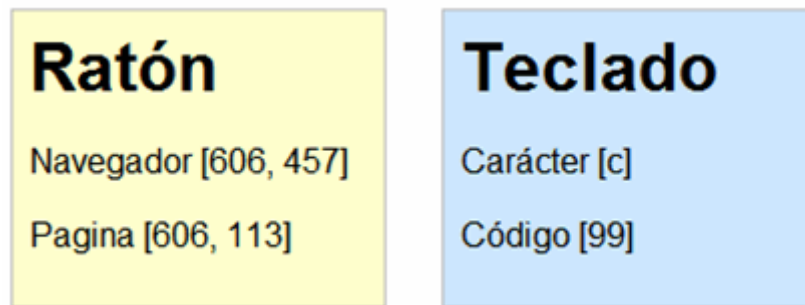 Ratón
Navegador [606, 457]
Pagina [606, 113]
Teclado
Carácter [c]
Código [99]